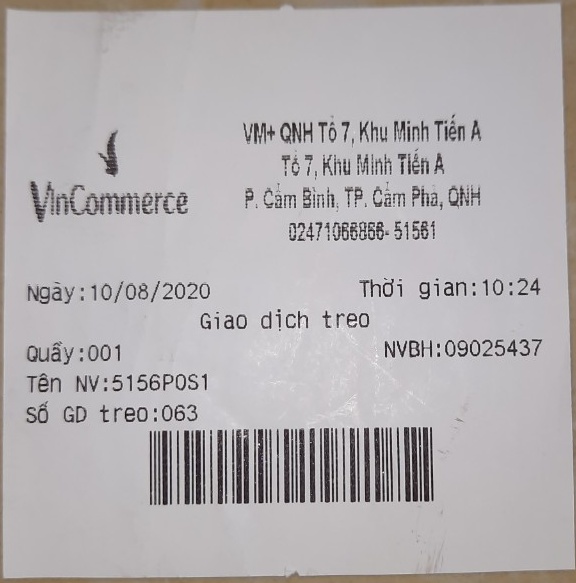 VinCommerce
VM+ QNH Tổ 7, Khu Minh Tiến A
Tổ 7, Khu Minh Tiến A
P. Cẩm Bình, TP. Cẩm Phả, QNH
02471066866- 51561
Ngày:10/08/2020 Thời gian:10:24
Giao dịch treo
Quầy:001 NVBH:09025437
Tên NV:5156POS1
Số GD treo:063